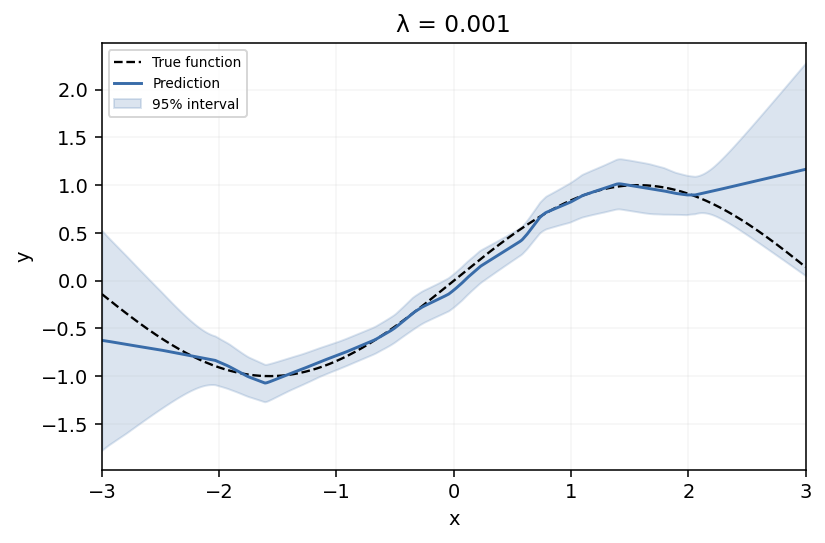 λ = 0.001
True function
Prediction
95% interval
y
2.0
1.5
1.0
0.5
0.0
−0.5
−1.0
−1.5
−3 −2 −1 0 1 2 3
x